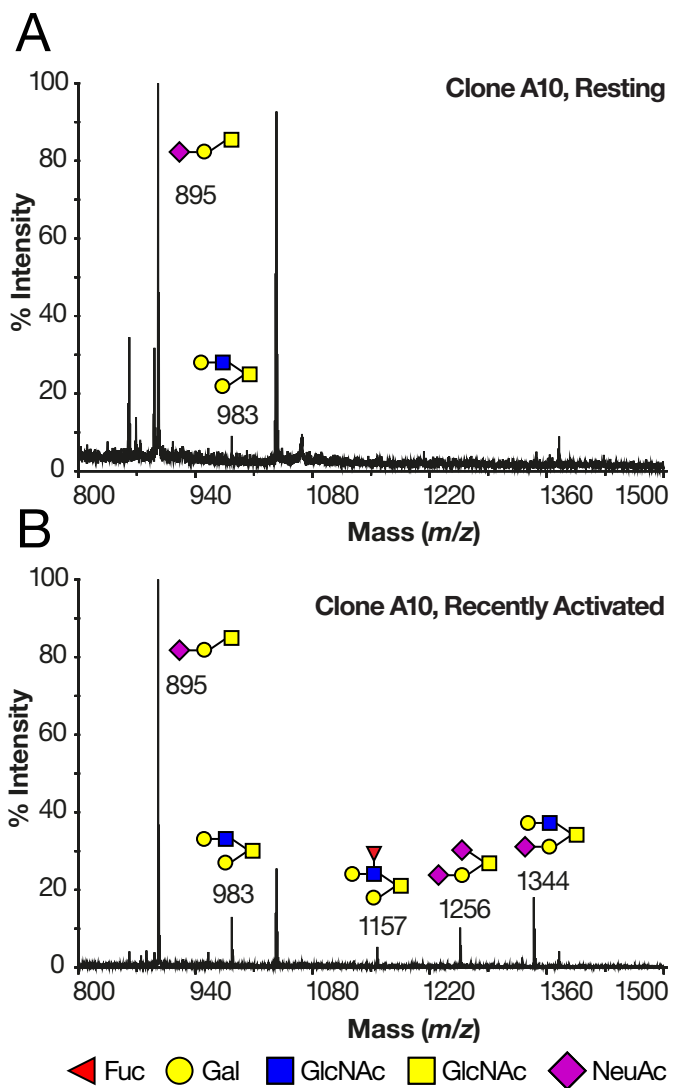 A
Clone A10, Resting
% Intensity
100
80
60
40
20
0
895
983
800 940 1080 1220 1360 1500
Mass (m/z)
B
Clone A10, Recently Activated
% Intensity
100
80
60
40
20
0
895
983
1157
1256
1344
800 940 1080 1220 1360 1500
Mass (m/z)
Fuc Gal GlcNAc GlcNAc NeuAc